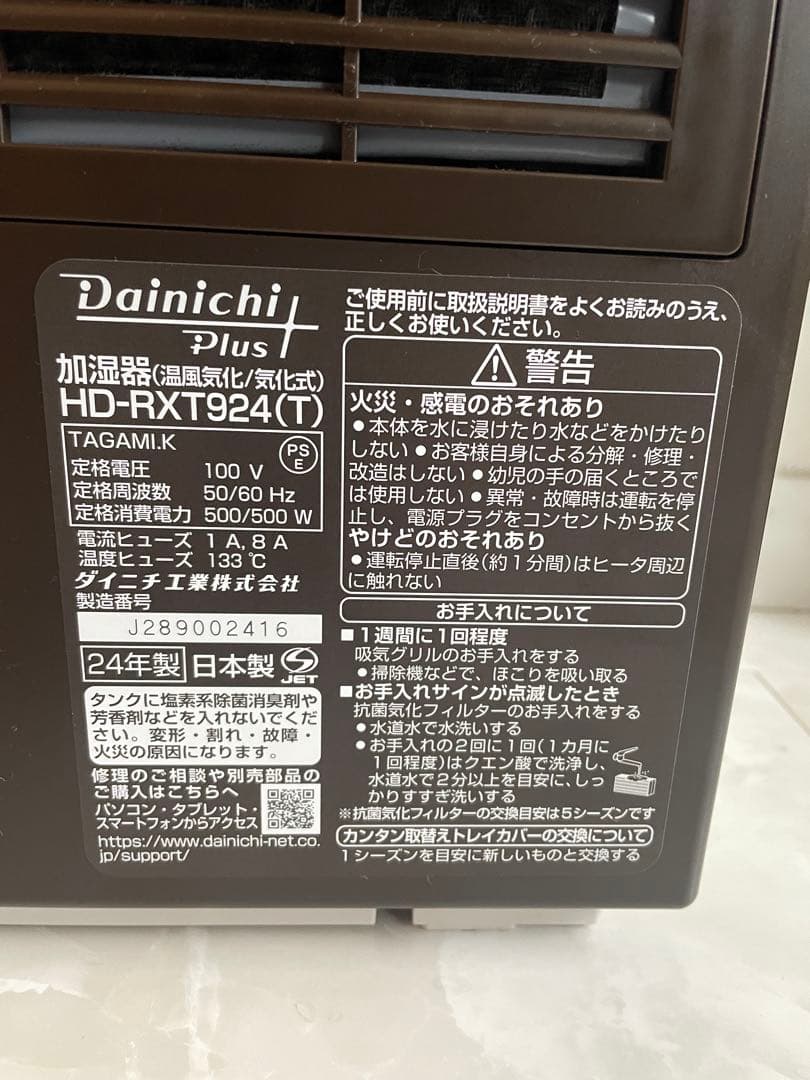 Dainichi
Plus
加湿器(温風気化/気化式)
HD-RXT924(T)
TAGAMI.K
PS
E
定格電圧 100 V
定格周波数 50/60 Hz
定格消費電力 500/500 W
電流ヒューズ 1 A, 8 A
温度ヒューズ 133 ℃
ダイニチ工業株式会社
製造番号
J289002416
24年製 日本製 JET
タンクに塩素系除菌消臭剤や
芳香剤などを入れないでくだ
さい。変形・割れ・故障・
火災の原因になります。
修理のご相談や別売部品の
ご購入はこちらへ
パソコン・タブレット・
スマートフォンからアクセス
https://www.dainichi-net.co.
jp/support/
ご使用前に取扱説明書をよくお読みのうえ、
正しくお使いください。
警告
火災・感電のおそれあり
●本体を水に浸けたり水などをかけたり
しない ●お客様自身による分解・修理・
改造はしない ●幼児の手の届くところで
は使用しない ●異常・故障時は運転を停
止し、電源プラグをコンセントから抜く
やけどのおそれあり
●運転停止直後(約1分間)はヒータ周辺
に触れない
お手入れについて
■1週間に1回程度
吸気グリルのお手入れをする
●掃除機などで、ほこりを吸い取る
■お手入れサインが点滅したとき
抗菌気化フィルターのお手入れをする
●水道水で水洗いする
●お手入れの2回に1回(1カ月に
1回程度)はクエン酸で洗浄し、
水道水で2分以上を目安に、しっ
かりすすぎ洗いする
※抗菌気化フィルターの交換目安は5シーズンです
カンタン取替えトレイカバーの交換について
1シーズンを目安に新しいものと交換する